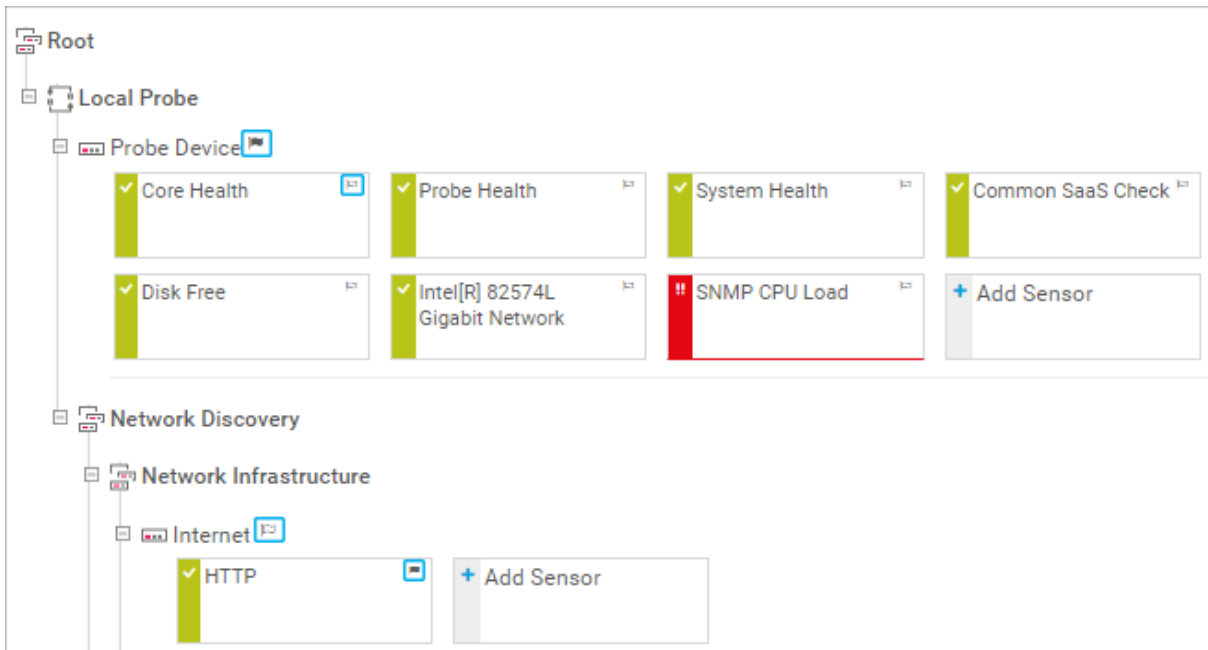 Root
Local Probe
Probe Device
Core Health
Probe Health
System Health
Common SaaS Check
Disk Free
Intel[R] 82574L
Gigabit Network
SNMP CPU Load
+ Add Sensor
Network Discovery
Network Infrastructure
Internet
HTTP
+ Add Sensor